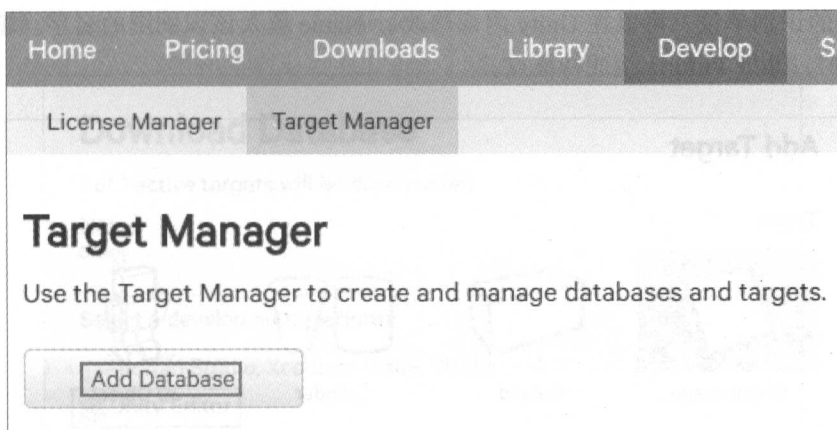 Home Pricing Downloads Library Develop S
License Manager Target Manager
Target Manager
Use the Target Manager to create and manage databases and targets.
Add Database